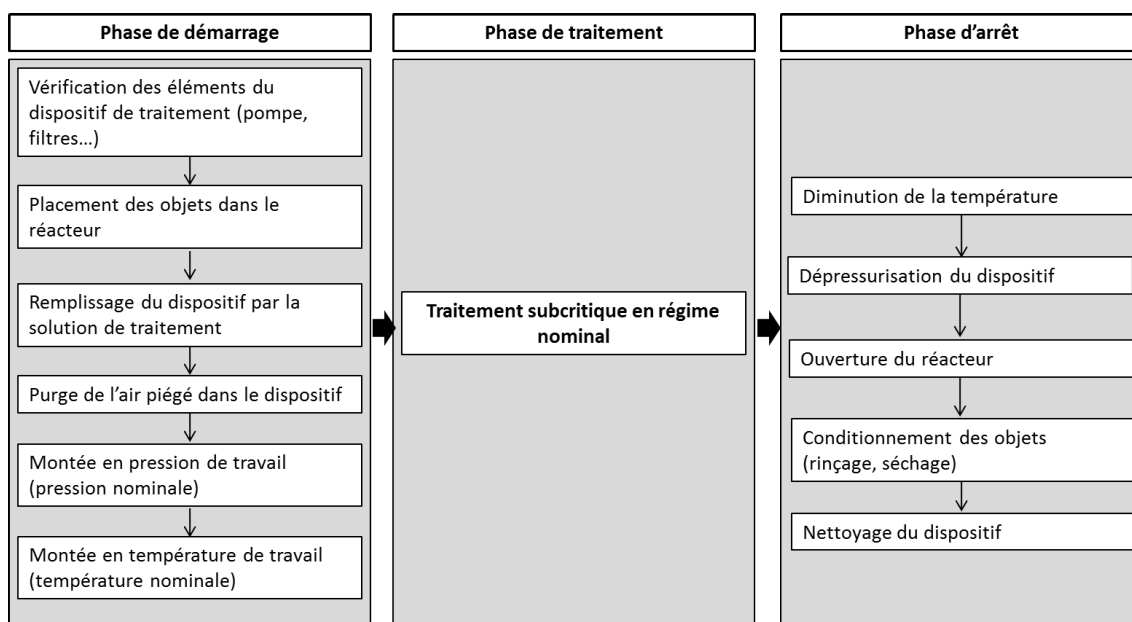 Phase de démarrage
Vérification des éléments du
dispositif de traitement (pompe,
filtres…)
Placement des objets dans le
réacteur
Remplissage du dispositif par la
solution de traitement
Purge de l’air piégé dans le dispositif
Montée en pression de travail
(pression nominale)
Montée en température de travail
(température nominale)
Phase de traitement
Traitement subcritique en régime
nominal
Phase d’arrêt
Diminution de la température
Dépressurisation du dispositif
Ouverture du réacteur
Conditionnement des objets
(rinçage, séchage)
Nettoyage du dispositif